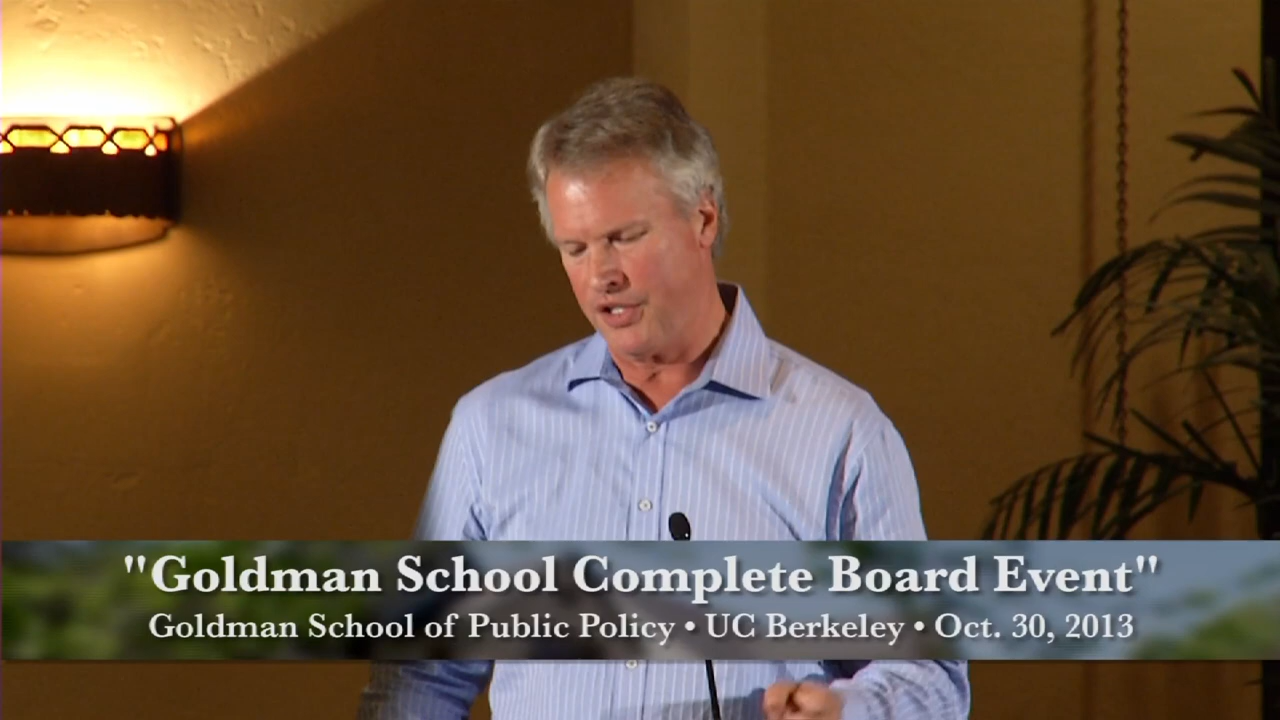 "Goldman School Complete Board Event"
Goldman School of Public Policy • UC Berkeley • Oct. 30, 2013